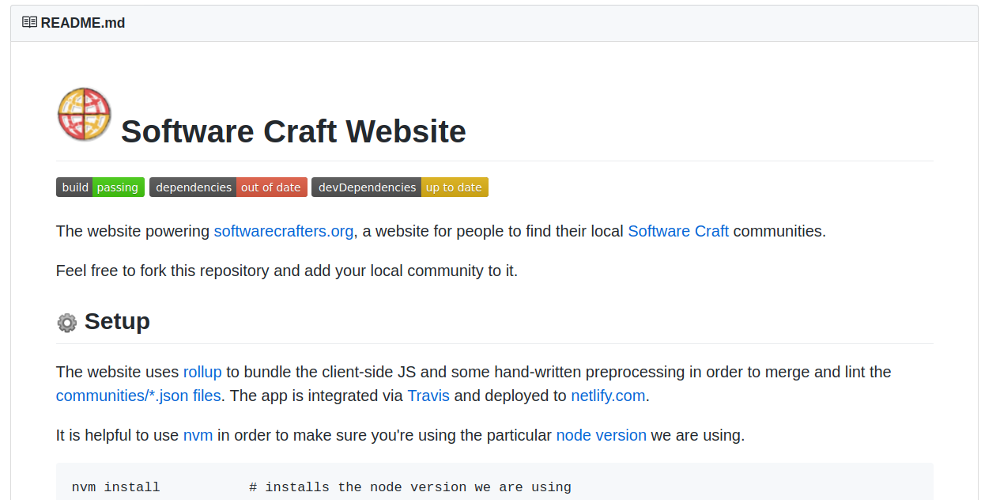 README.md
Software Craft Website
build passing dependencies out of date devDependencies up to date
The website powering softwarecrafters.org, a website for people to find their local Software Craft communities.
Feel free to fork this repository and add your local community to it.
Setup
The website uses rollup to bundle the client-side JS and some hand-written preprocessing in order to merge and lint the
communities/*.json files. The app is integrated via Travis and deployed to netlify.com.
It is helpful to use nvm in order to make sure you're using the particular node version we are using.
nvm install # installs the node version we are using